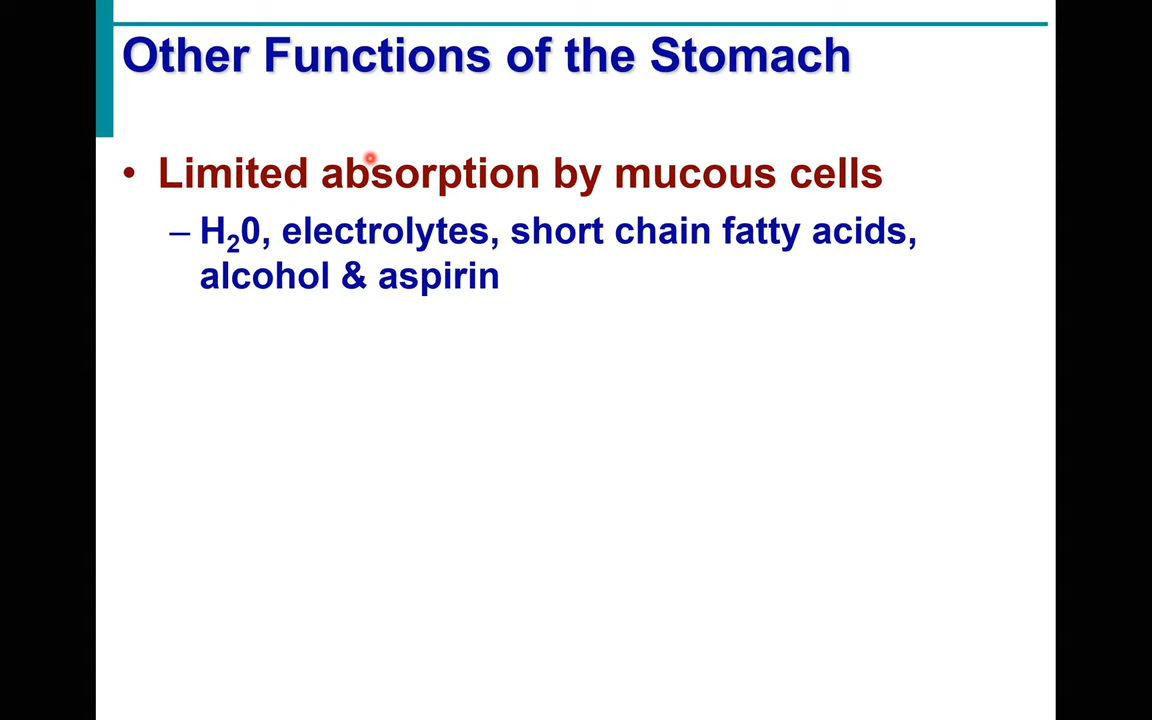 Other Functions of the Stomach
• Limited absorption by mucous cells
– H₂0, electrolytes, short chain fatty acids,
alcohol & aspirin